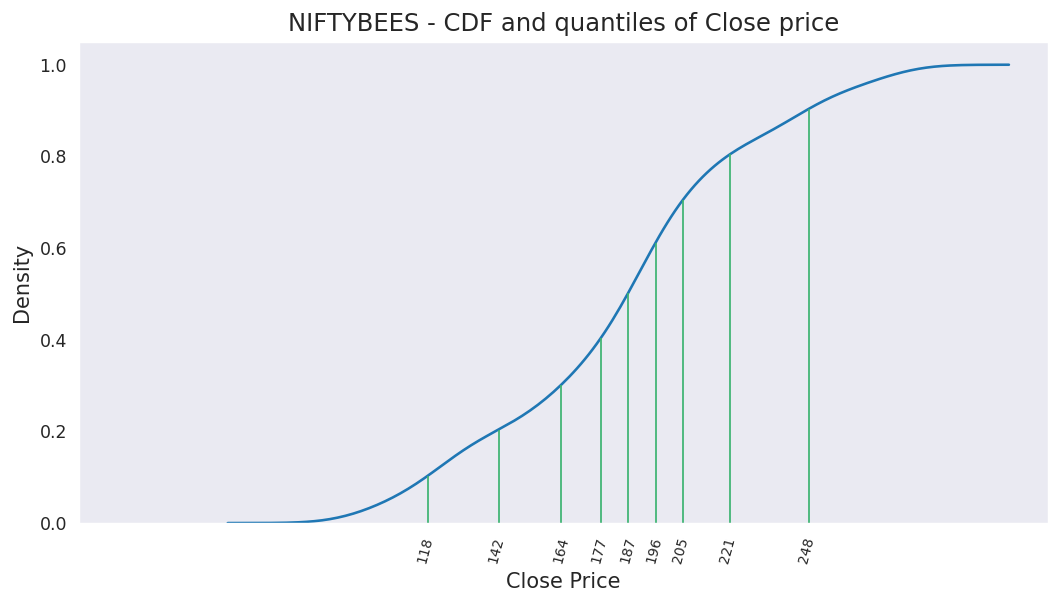 NIFTYBEES - CDF and quantiles of Close price
Density
1.0
0.8
0.6
0.4
0.2
0.0
118 142 164 177 187 196 205 221 248
Close Price